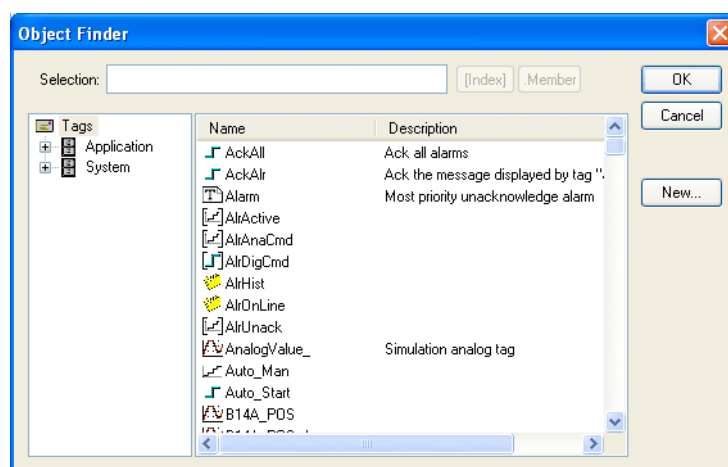 Object Finder
Selection:
[Index]
.Member
OK
Cancel
New...
Tags
Application
System
Name Description
AckAll Ack all alarms
AckAlr Ack the message displayed by tag "
Alarm Most priority unacknowledge alarm
AlrActive
AlrAnaCmd
AlrDigCmd
AlrHist
AlrOnLine
AlrUnack
AnalogValue_ Simulation analog tag
Auto_Man
Auto_Start
B14A_POS